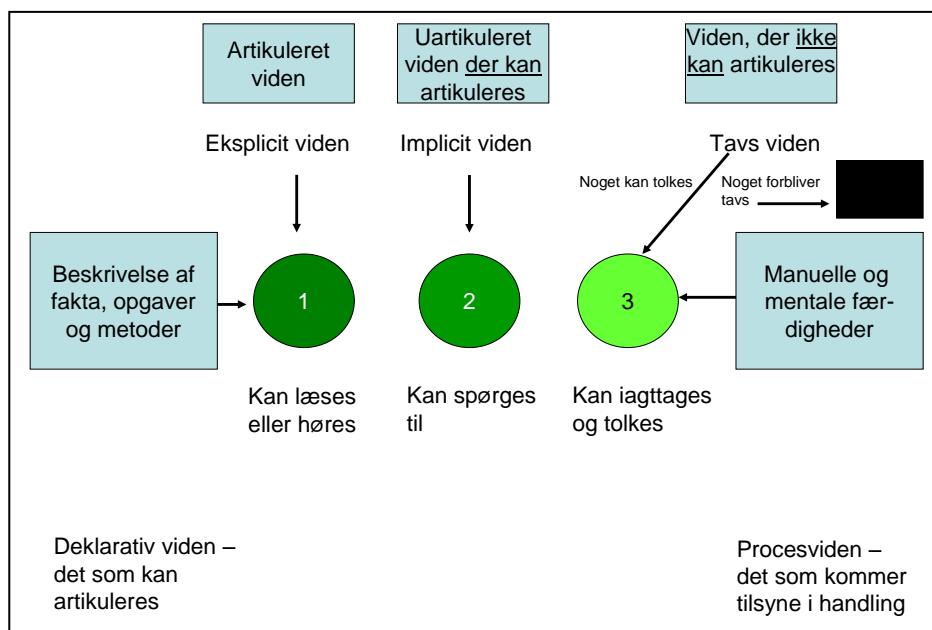 Artikuleret
viden
Uartikuleret
viden der kan
artikuleres
Viden, der ikke
kan artikuleres
Eksplicit viden
Implicit viden
Tavs viden
Noget kan tolkes
Noget forbliver
tavs
Beskrivelse af
fakta, opgaver
og metoder
1
2
3
Manuelle og
mentale fær-
digheder
Kan læses
eller høres
Kan spørges
til
Kan iagttages
og tolkes
Deklarativ viden –
det som kan
artikuleres
Procesviden –
det som kommer
tilsyne i handling